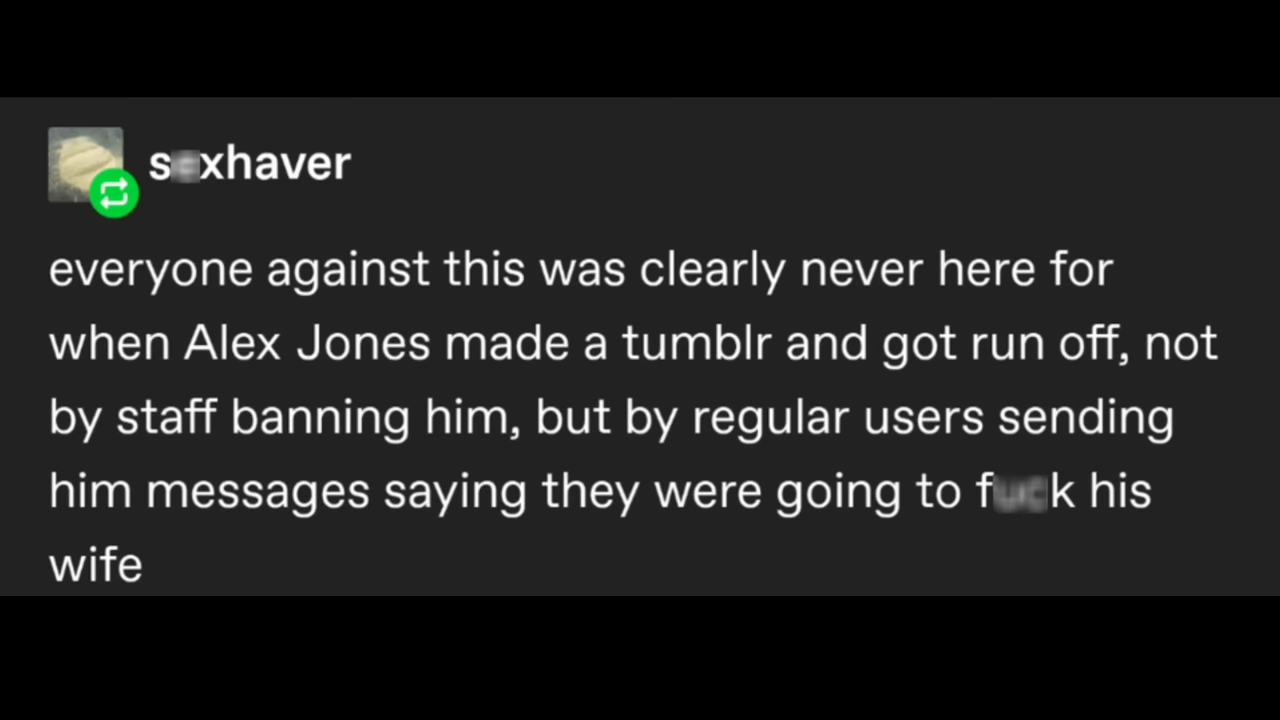 sexhaver
everyone against this was clearly never here for
when Alex Jones made a tumblr and got run off, not
by staff banning him, but by regular users sending
him messages saying they were going to fuck his
wife